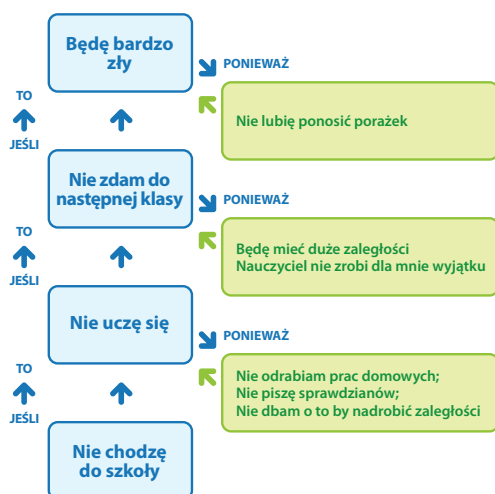 Będę bardzo
zły
PONIEWAŻ
TO
JEŚLI
Nie lubię ponosić porażek
Nie zdam do
następnej klasy
PONIEWAŻ
TO
JEŚLI
Będę mieć duże zaległości
Nauczyciel nie zrobi dla mnie wyjątku
Nie uczę się
PONIEWAŻ
TO
JEŚLI
Nie odrabiam prac domowych;
Nie piszę sprawdzianów;
Nie dbam o to by nadrobić zaległości
Nie chodzę
do szkoły